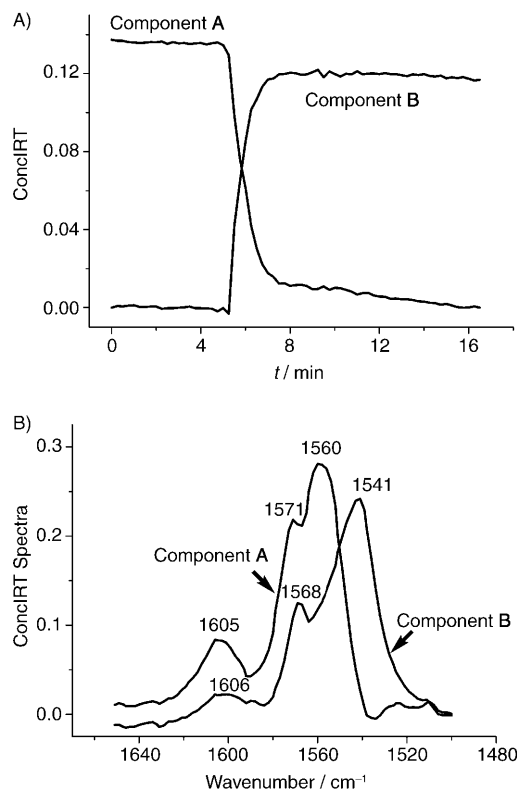 A)
Component A
0.12
Component B
0.08
ConcIRT
0.04
0.00
0 4 8 12 16
t / min
B)
0.3
1560
1541
1571
0.2
Component A
1568
ConcIRT Spectra
1605
0.1
Component B
1606
0.0
1640 1600 1560 1520 1480
Wavenumber / cm⁻¹